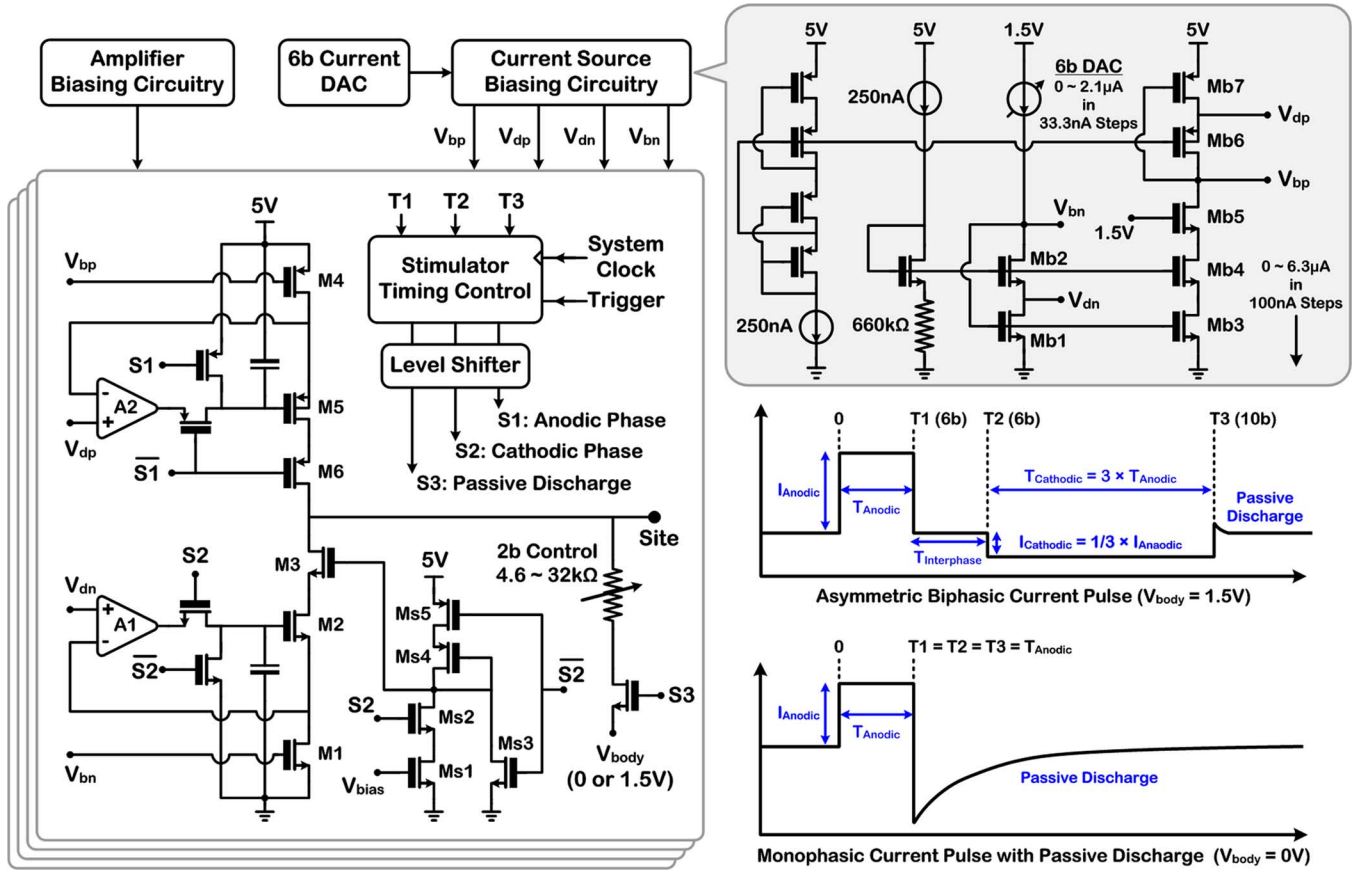 Amplifier
Biasing Circuitry
6b Current
DAC
Current Source
Biasing Circuitry
Vbp
Vdp
Vdn
Vbn
5V
5V
1.5V
5V
250nA
6b DAC
0 ~ 2.1μA
in
33.3nA Steps
Mb7
Vdp
Mb6
Vbp
Vbn
1.5V
Mb5
Mb2
Mb4
Vdn
250nA
660kΩ
Mb1
Mb3
0 ~ 6.3μA
in
100nA Steps
5V
Vbp
M4
S1
A2
-
+
M5
Vdp
S1
M6
T1
T2
T3
Stimulator
Timing Control
System
Clock
Trigger
Level Shifter
S1: Anodic Phase
S2: Cathodic Phase
S3: Passive Discharge
Site
S2
M3
Vdn
A1
+
-
M2
S2
M1
Vbn
5V
Ms5
Ms4
S2
S2
Ms2
Ms3
Vbias
Ms1
2b Control
4.6 ~ 32kΩ
S3
Vbody
(0 or 1.5V)
0
T1 (6b)
T2 (6b)
T3 (10b)
IAnodic
TAnodic
TCathodic = 3 × TAnodic
Passive
Discharge
TInterphase
ICathodic = 1/3 × IAnaodic
Asymmetric Biphasic Current Pulse (Vbody = 1.5V)
0
T1 = T2 = T3 = TAnodic
IAnodic
TAnodic
Passive Discharge
Monophasic Current Pulse with Passive Discharge (Vbody = 0V)